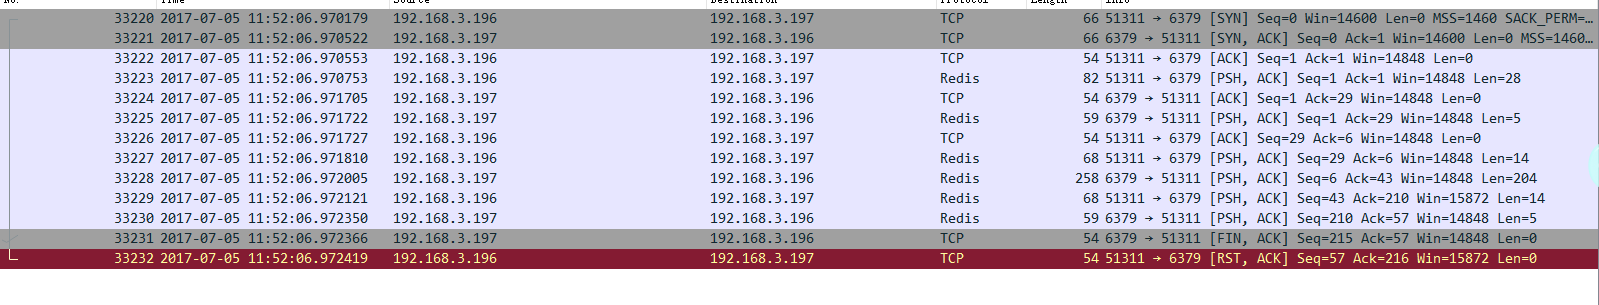 No. Time Source Destination Protocol Length Info
33220 2017-07-05 11:52:06.970179 192.168.3.196 192.168.3.197 TCP 66 51311 → 6379 [SYN] Seq=0 Win=14600 Len=0 MSS=1460 SACK_PERM=…
33221 2017-07-05 11:52:06.970522 192.168.3.197 192.168.3.196 TCP 66 6379 → 51311 [SYN, ACK] Seq=0 Ack=1 Win=14600 Len=0 MSS=1460…
33222 2017-07-05 11:52:06.970553 192.168.3.196 192.168.3.197 TCP 54 51311 → 6379 [ACK] Seq=1 Ack=1 Win=14848 Len=0
33223 2017-07-05 11:52:06.970753 192.168.3.196 192.168.3.197 Redis 82 51311 → 6379 [PSH, ACK] Seq=1 Ack=1 Win=14848 Len=28
33224 2017-07-05 11:52:06.971705 192.168.3.197 192.168.3.196 TCP 54 6379 → 51311 [ACK] Seq=1 Ack=29 Win=14848 Len=0
33225 2017-07-05 11:52:06.971722 192.168.3.197 192.168.3.196 Redis 59 6379 → 51311 [PSH, ACK] Seq=1 Ack=29 Win=14848 Len=5
33226 2017-07-05 11:52:06.971727 192.168.3.196 192.168.3.197 TCP 54 51311 → 6379 [ACK] Seq=29 Ack=6 Win=14848 Len=0
33227 2017-07-05 11:52:06.971810 192.168.3.196 192.168.3.197 Redis 68 51311 → 6379 [PSH, ACK] Seq=29 Ack=6 Win=14848 Len=14
33228 2017-07-05 11:52:06.972005 192.168.3.197 192.168.3.196 Redis 258 6379 → 51311 [PSH, ACK] Seq=6 Ack=43 Win=14848 Len=204
33229 2017-07-05 11:52:06.972121 192.168.3.196 192.168.3.197 Redis 68 51311 → 6379 [PSH, ACK] Seq=43 Ack=210 Win=15872 Len=14
33230 2017-07-05 11:52:06.972350 192.168.3.197 192.168.3.196 Redis 59 6379 → 51311 [PSH, ACK] Seq=210 Ack=57 Win=14848 Len=5
33231 2017-07-05 11:52:06.972366 192.168.3.197 192.168.3.196 TCP 54 6379 → 51311 [FIN, ACK] Seq=215 Ack=57 Win=14848 Len=0
33232 2017-07-05 11:52:06.972419 192.168.3.196 192.168.3.197 TCP 54 51311 → 6379 [RST, ACK] Seq=57 Ack=216 Win=15872 Len=0